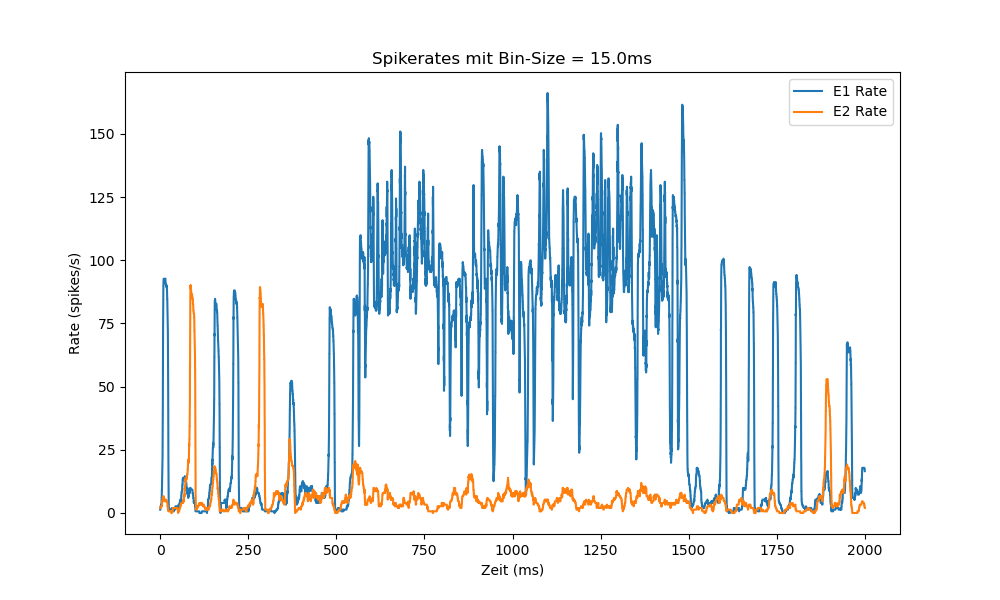 Spikerates mit Bin-Size = 15.0ms
E1 Rate
E2 Rate
Rate (spikes/s)
150
125
100
75
50
25
0
0 250 500 750 1000 1250 1500 1750 2000
Zeit (ms)